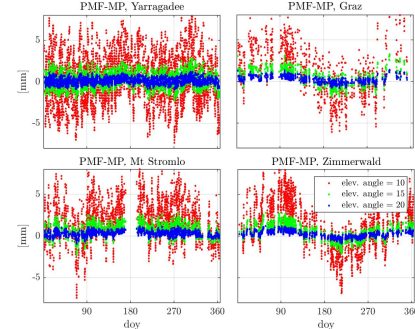 PMF-MP, Yarragadee
PMF-MP, Graz
5
0
-5
[mm]
PMF-MP, Mt Stromlo
PMF-MP, Zimmerwald
elev. angle = 10
elev. angle = 15
elev. angle = 20
5
0
-5
[mm]
90 180 270 360
90 180 270 360
doy
doy